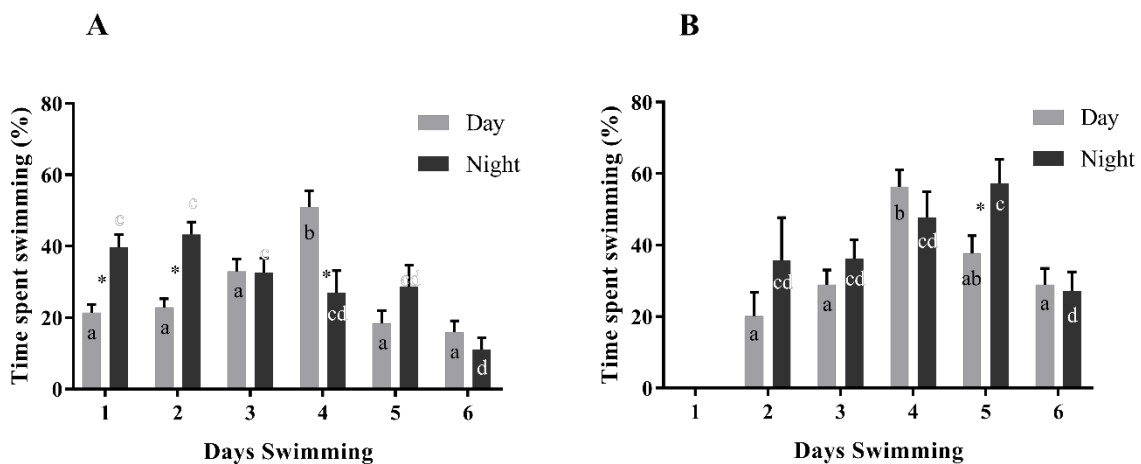 A
Time spent swimming (%)
80
60
40
20
0
Day
Night
c
c
c
*
*
*
a
a
a
b
cd
a
cd
a
d
1 2 3 4 5 6
Days Swimming
B
Time spent swimming (%)
80
60
40
20
0
Day
Night
a
cd
a
cd
b
cd
*
ab
c
a
d
1 2 3 4 5 6
Days Swimming